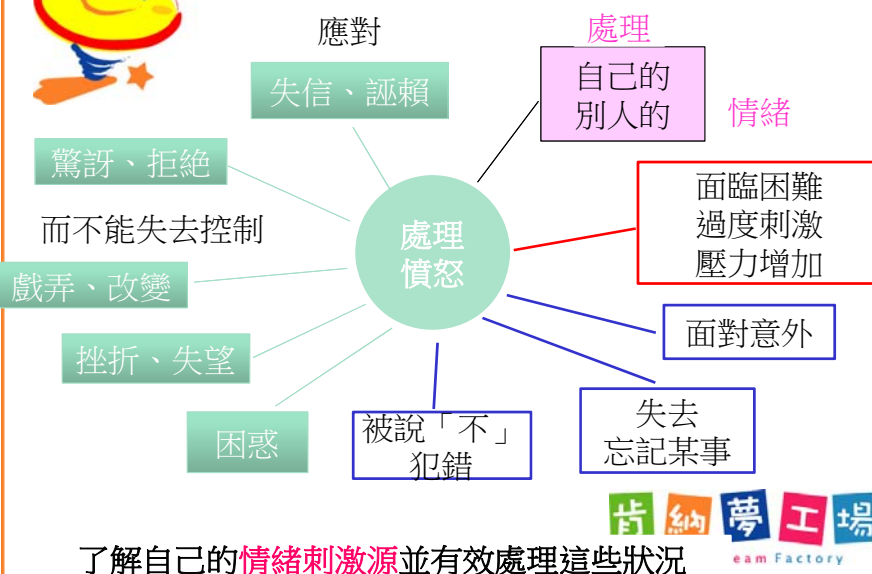 應對
處理
失信、誣賴
自己的
別人的
情緒
驚訝、拒絕
面臨困難
過度刺激
壓力增加
而不能失去控制
處理
憤怒
戲弄、改變
面對意外
挫折、失望
失去
忘記某事
被說「不」
犯錯
困惑
肯納夢工場
eam Factory
了解自己的情緒刺激源並有效處理這些狀況